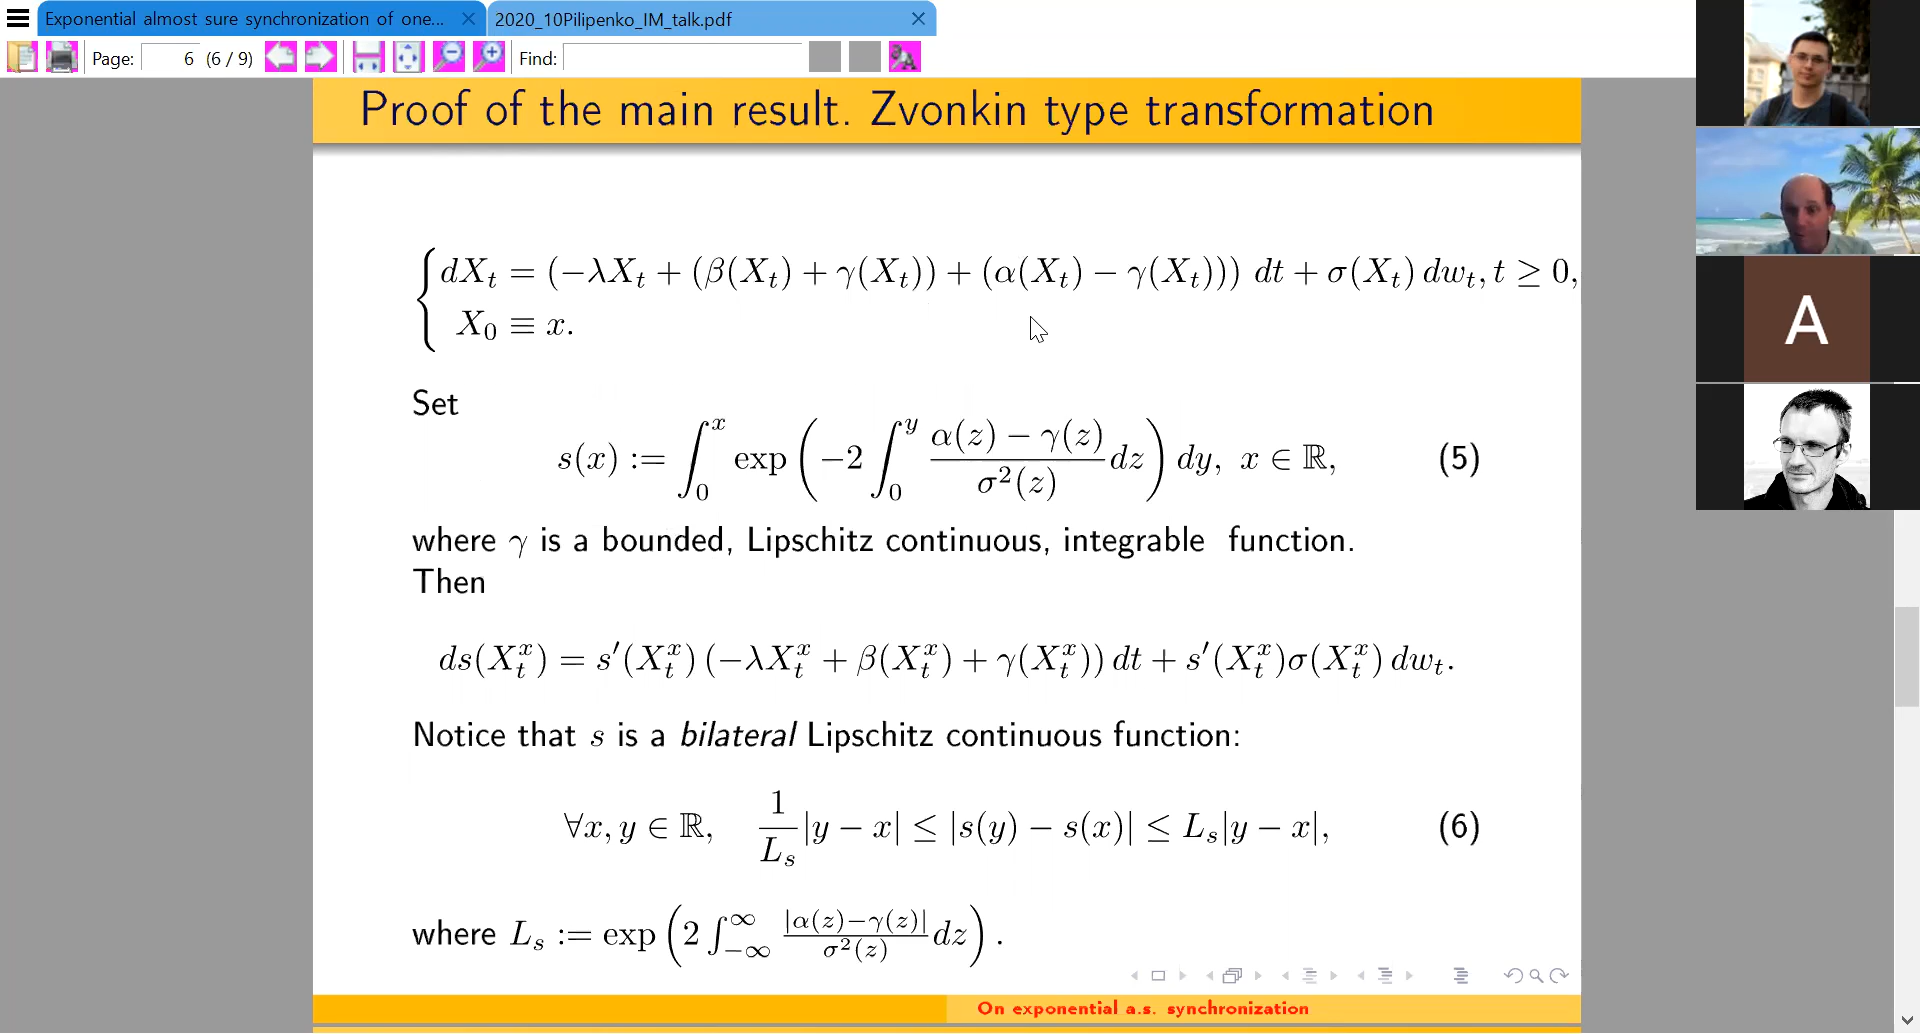 Exponential almost sure synchronization of one...
2020_10Pilipenko_IM_talk.pdf
Page: 6 (6 / 9) Find:
Proof of the main result. Zvonkin type transformation
dX_t = (−λX_t + (β(X_t) + γ(X_t)) + (α(X_t) − γ(X_t))) dt + σ(X_t) dw_t, t ≥ 0,
X_0 ≡ x.
Set
s(x) := ∫_0^x exp(−2 ∫_0^y (α(z) − γ(z))/σ²(z) dz) dy, x ∈ ℝ, (5)
where γ is a bounded, Lipschitz continuous, integrable function.
Then
ds(X_t^x) = s′(X_t^x) (−λX_t^x + β(X_t^x) + γ(X_t^x)) dt + s′(X_t^x)σ(X_t^x) dw_t.
Notice that s is a bilateral Lipschitz continuous function:
∀x, y ∈ ℝ, 1/L_s |y − x| ≤ |s(y) − s(x)| ≤ L_s|y − x|, (6)
where L_s := exp(2 ∫_{−∞}^{∞} |α(z)−γ(z)|/σ²(z) dz).
On exponential a.s. synchronization
A